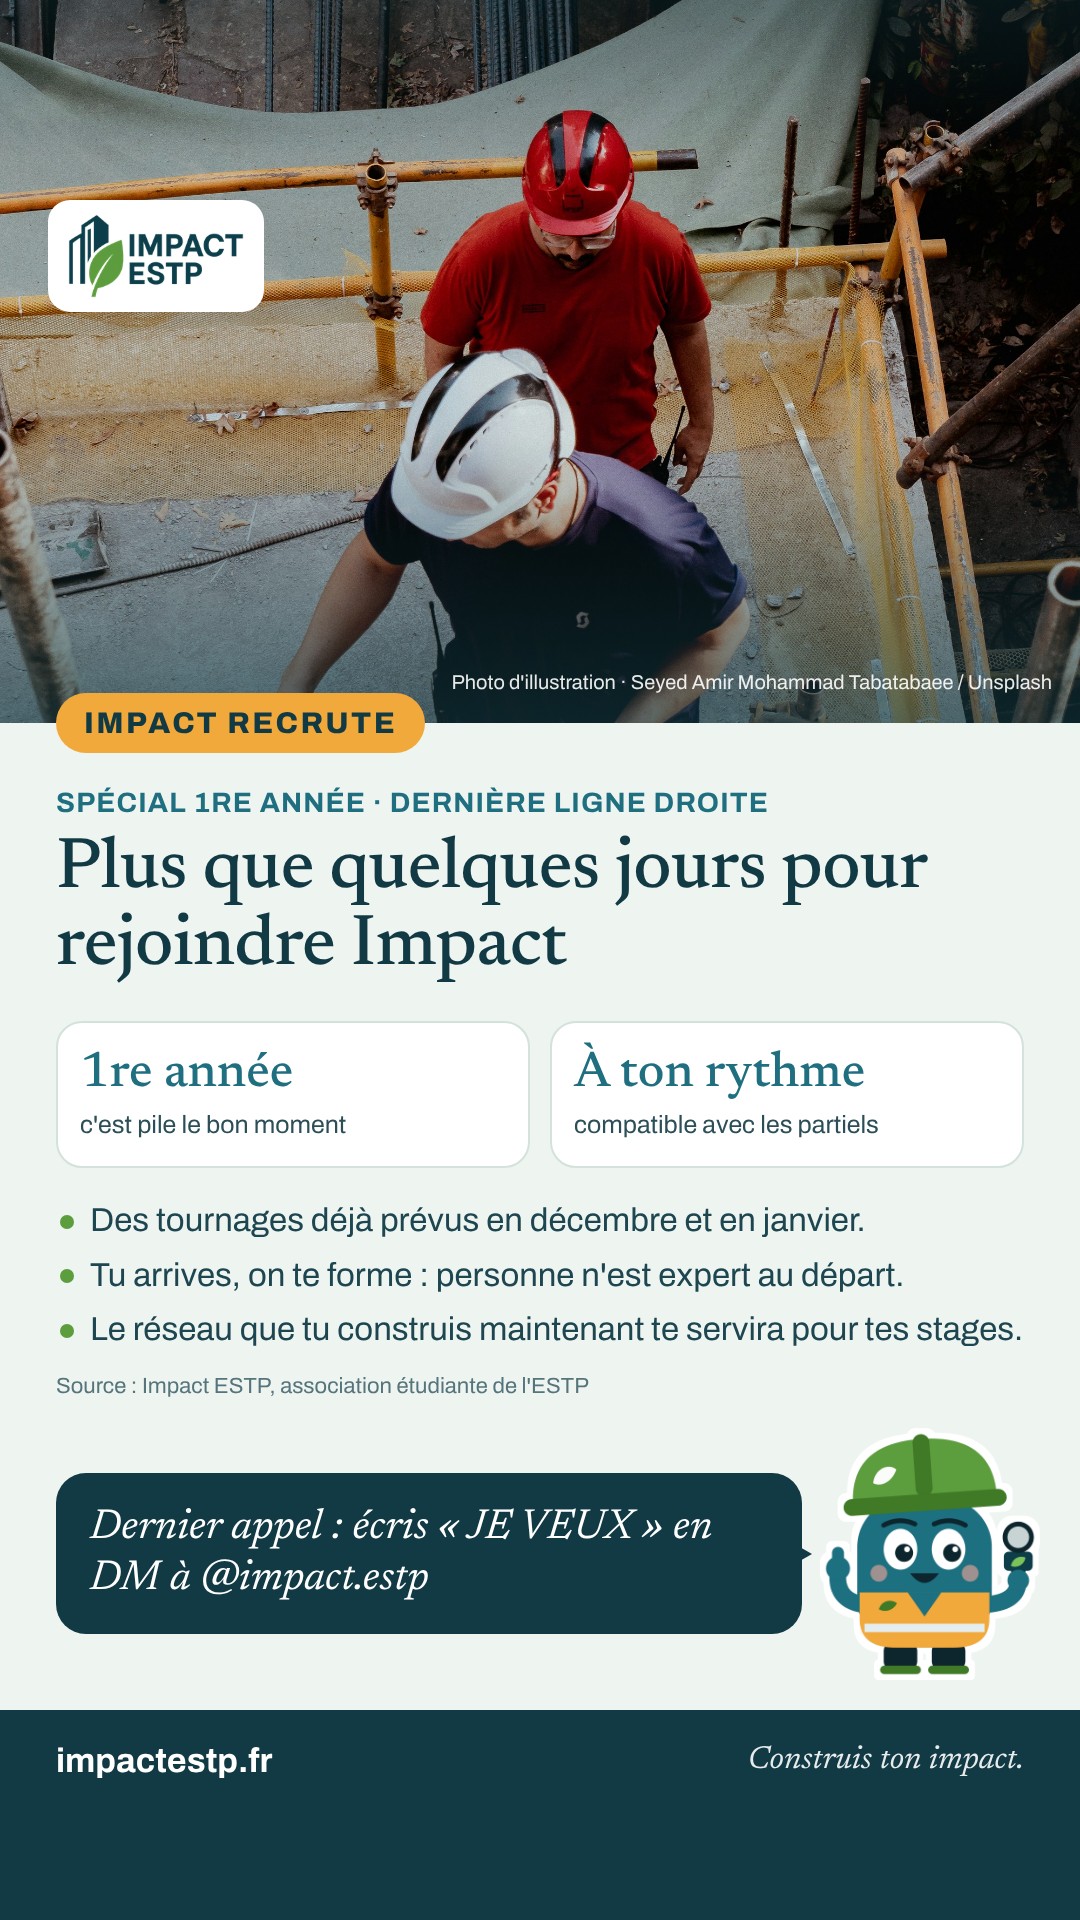 IMPACT
ESTP
Photo d'illustration · Seyed Amir Mohammad Tabatabaee / Unsplash
IMPACT RECRUTE
SPÉCIAL 1RE ANNÉE · DERNIÈRE LIGNE DROITE
Plus que quelques jours pour
rejoindre Impact
1re année
c'est pile le bon moment
À ton rythme
compatible avec les partiels
Des tournages déjà prévus en décembre et en janvier.
Tu arrives, on te forme : personne n'est expert au départ.
Le réseau que tu construis maintenant te servira pour tes stages.
Source : Impact ESTP, association étudiante de l'ESTP
Dernier appel : écris « JE VEUX » en
DM à @impact.estp
impactestp.fr
Construis ton impact.